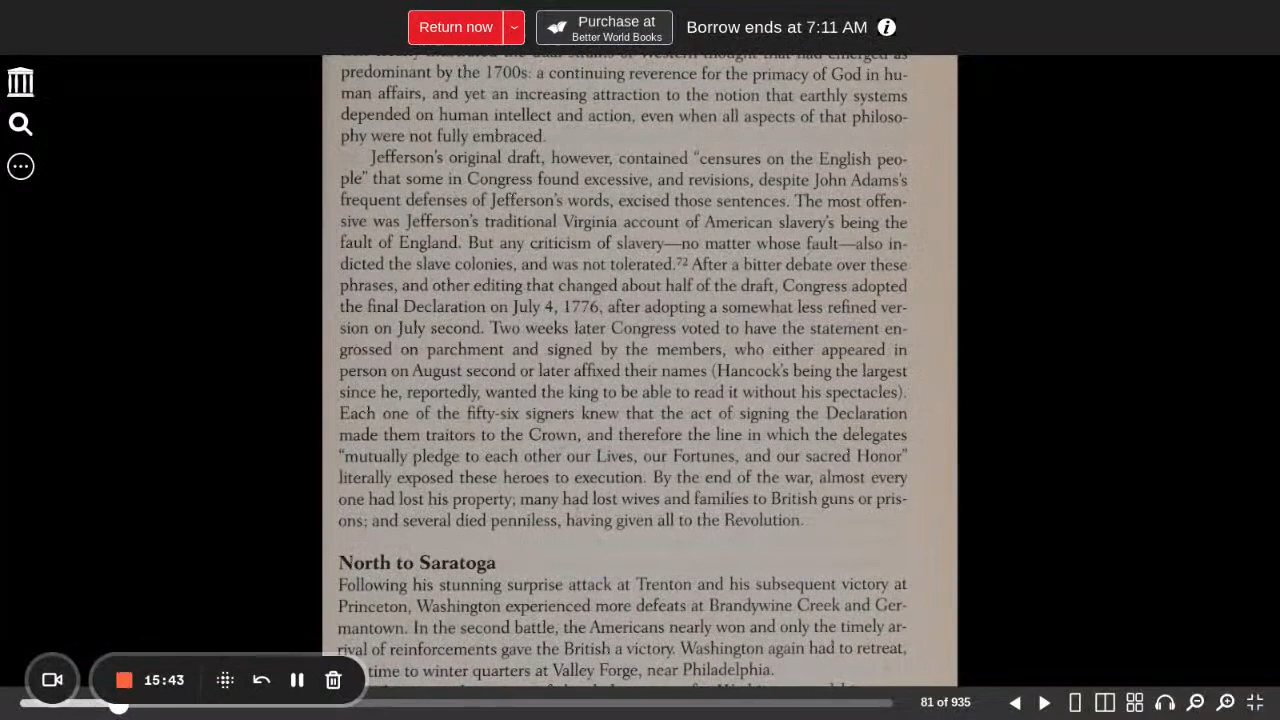 Return now
Purchase at
Better World Books
Borrow ends at 7:11 AM
predominant by the 1700s: a continuing reverence for the primacy of God in hu-
man affairs, and yet an increasing attraction to the notion that earthly systems
depended on human intellect and action, even when all aspects of that philoso-
phy were not fully embraced.
Jefferson's original draft, however, contained "censures on the English peo-
ple" that some in Congress found excessive, and revisions, despite John Adams's
frequent defenses of Jefferson's words, excised those sentences. The most offen-
sive was Jefferson's traditional Virginia account of American slavery's being the
fault of England. But any criticism of slavery—no matter whose fault—also in-
dicted the slave colonies, and was not tolerated.72 After a bitter debate over these
phrases, and other editing that changed about half of the draft, Congress adopted
the final Declaration on July 4, 1776, after adopting a somewhat less refined ver-
sion on July second. Two weeks later Congress voted to have the statement en-
grossed on parchment and signed by the members, who either appeared in
person on August second or later affixed their names (Hancock's being the largest
since he, reportedly, wanted the king to be able to read it without his spectacles).
Each one of the fifty-six signers knew that the act of signing the Declaration
made them traitors to the Crown, and therefore the line in which the delegates
"mutually pledge to each other our Lives, our Fortunes, and our sacred Honor"
literally exposed these heroes to execution. By the end of the war, almost every
one had lost his property; many had lost wives and families to British guns or pris-
ons; and several died penniless, having given all to the Revolution.
North to Saratoga
Following his stunning surprise attack at Trenton and his subsequent victory at
Princeton, Washington experienced more defeats at Brandywine Creek and Ger-
mantown. In the second battle, the Americans nearly won and only the timely ar-
rival of reinforcements gave the British a victory. Washington again had to retreat,
time to winter quarters at Valley Forge, near Philadelphia.
15:43
81 of 935